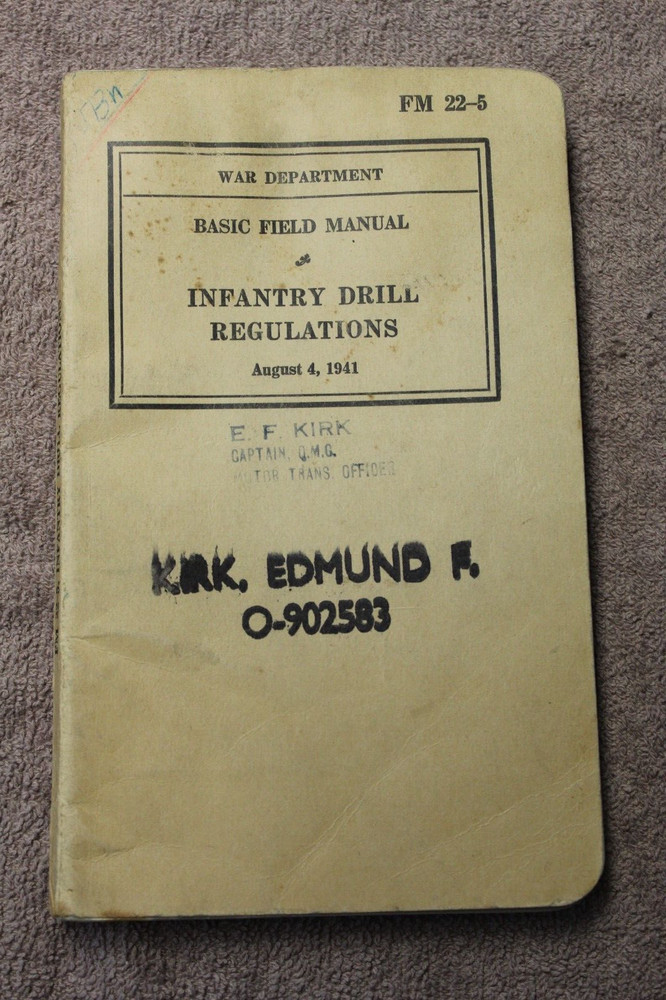 Bn
FM 22-5
WAR DEPARTMENT
BASIC FIELD MANUAL
INFANTRY DRILL
REGULATIONS
August 4, 1941
E. F. KIRK
CAPTAIN, Q.M.C.
MOTOR TRANS. OFFICER
KIRK, EDMUND F.
O-902583